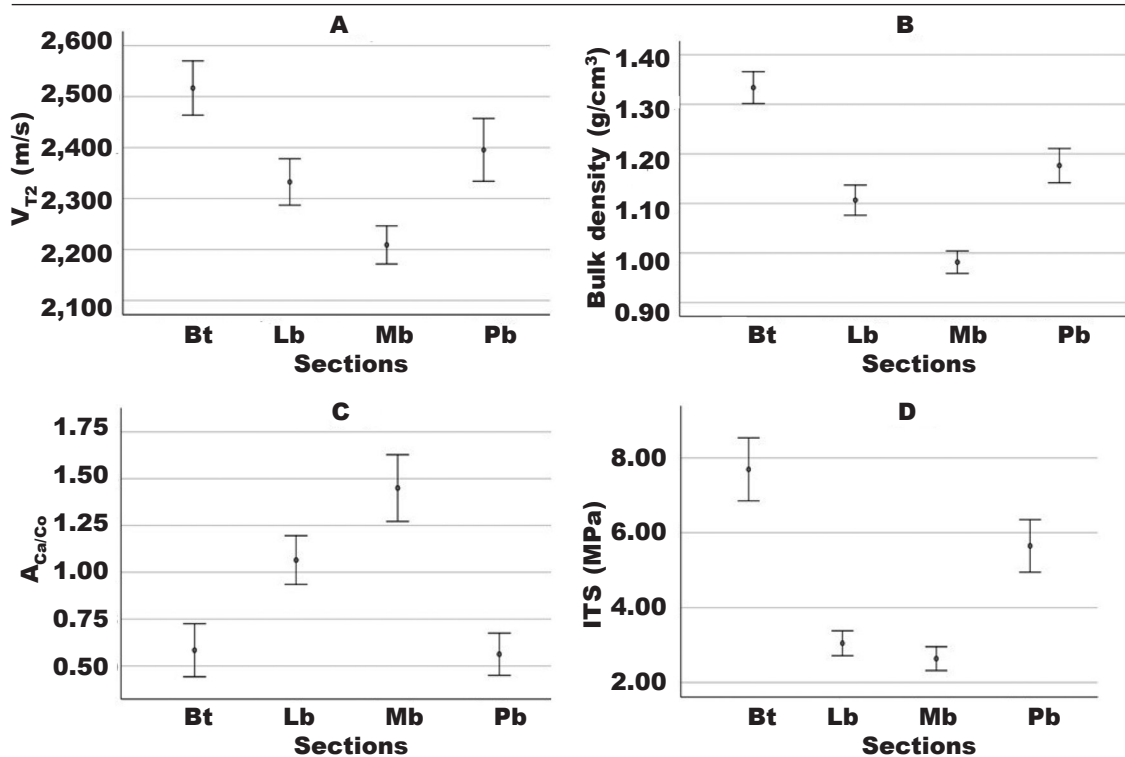 A
V_T2 (m/s)
2,600
2,500
2,400
2,300
2,200
2,100
Bt Lb Mb Pb
Sections
B
Bulk density (g/cm³)
1.40
1.30
1.20
1.10
1.00
0.90
Bt Lb Mb Pb
Sections
C
A_Ca/Co
1.75
1.50
1.25
1.00
0.75
0.50
Bt Lb Mb Pb
Sections
D
ITS (MPa)
8.00
6.00
4.00
2.00
Bt Lb Mb Pb
Sections